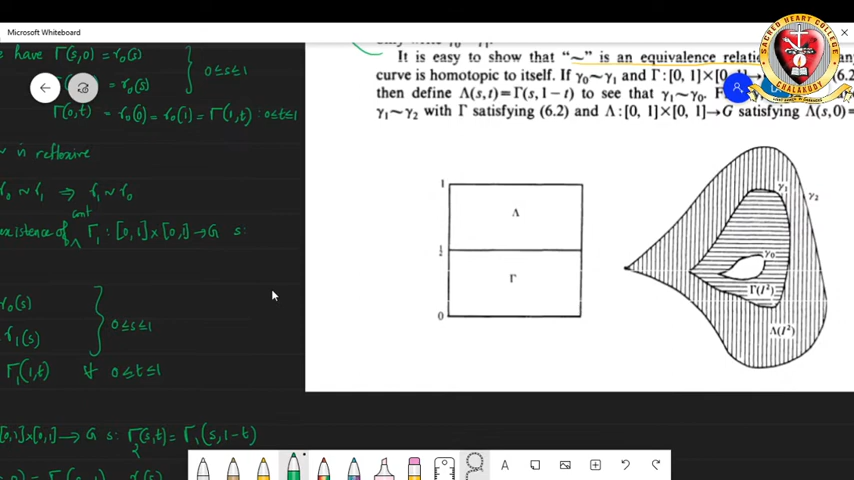 Microsoft Whiteboard
SACRED HEART COLLEGE
CHALAKUDY
have Γ(s,0) = γ₀(s)
= γ₀(s)
0≤s≤1
Γ(0,t) = γ₀(0) = γ₀(1) = Γ(1,t) : 0≤t≤1
is reflexive
γ₀ ~ γ₁ ⇒ γ₁ ~ γ₀
cont
existence of Γ₁ : [0,1]×[0,1] → G s:
γ₀(s)
γ₁(s)
0≤s≤1
Γ₁(1,t) if 0≤t≤1
[0,1]×[0,1] → G s: Γ₂(s,t) = Γ₁(s,1-t)
It is easy to show that "~" is an equivalence
curve is homotopic to itself. If γ₀~γ₁ and Γ:[0, 1]×[0,
then define Λ(s,t)=Γ(s,1−t) to see that γ₁~γ₀.
γ₁~γ₂ with Γ satisfying (6.2) and Λ:[0, 1]×[0, 1]→G satisfying Λ(s,0)=
1
Λ
½
Γ
0
γ₁
γ₂
γ₀
Γ(I²)
Λ(I²)
A